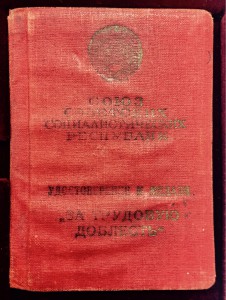 СОЮЗ
СОВЕТСКИХ
СОЦИАЛИСТИЧЕСКИХ
РЕСПУБЛИК
УДОСТОВЕРЕНИЕ К МЕДАЛИ
„ЗА ТРУДОВУЮ
ДОБЛЕСТЬ"